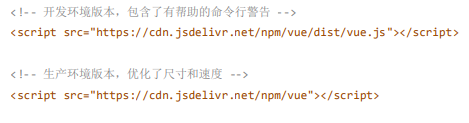 <!-- 开发环境版本，包含了有帮助的命令行警告 -->
<script src="https://cdn.jsdelivr.net/npm/vue/dist/vue.js"></script>
<!-- 生产环境版本，优化了尺寸和速度 -->
<script src="https://cdn.jsdelivr.net/npm/vue"></script>